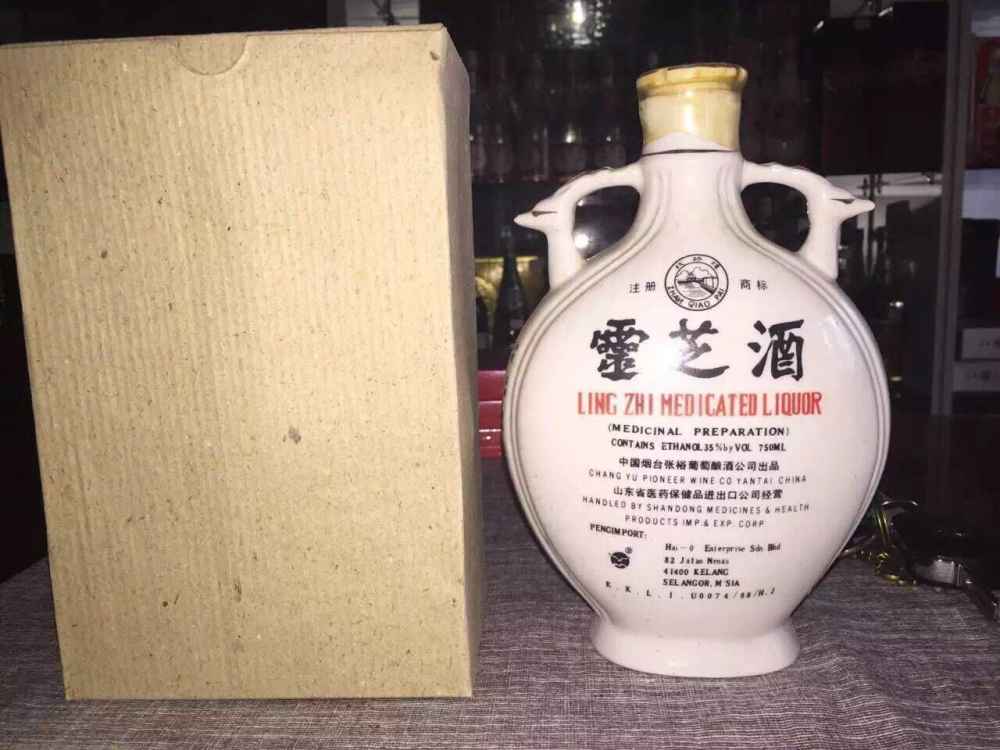 栈桥牌
ZHAN QIAO PAI
注册 商标
靈芝酒
LING ZHI MEDICATED LIQUOR
(MEDICINAL PREPARATION)
CONTAINS ETHANOL 35% by VOL 750ML
中国烟台张裕葡萄酿酒公司出品
CHANG YU PIONEER WINE CO YANTAI CHINA
山东省医药保健品进出口公司经营
HANDLED BY SHANDONG MEDICINES & HEALTH
PRODUCTS IMP. & EXP. CORP
PENGIMPORT:
Hai-O Enterprise Sdn Bhd
82 Jalan
41400 KELANG
SELANGOR, M'SIA
K.K.L.J.U0074/88/H.J